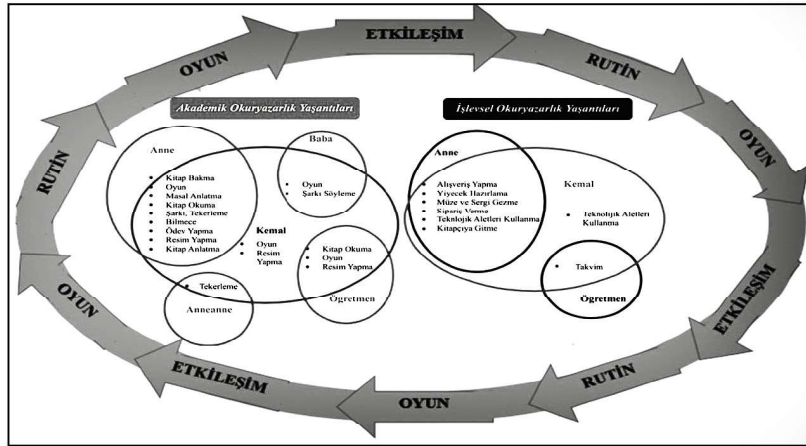 ETKİLEŞİM
RUTİN
OYUN
ETKİLEŞİM
RUTİN
OYUN
ETKİLEŞİM
OYUN
RUTİN
OYUN
Akademik Okuryazarlık Yaşantıları
Anne
Kitap Bakma
Oyun
Masal Anlatma
Kitap Okuma
Şarkı, Tekerleme
Bilmece
Ödev Yapma
Resim Yapma
Kitap Anlatma
Baba
Oyun
Şarkı Söyleme
Kemal
Oyun
Resim
Yapma
Kitap Okuma
Oyun
Resim Yapma
Öğretmen
Tekerleme
Anneanne
İşlevsel Okuryazarlık Yaşantıları
Anne
Alışveriş Yapma
Yiyecek Hazırlama
Müze ve Sergi Gezme
Sipariş Verme
Teknolojik Aletleri Kullanma
Kitapçıya Gitme
Kemal
Teknolojik Aletleri
Kullanma
Takvim
Öğretmen